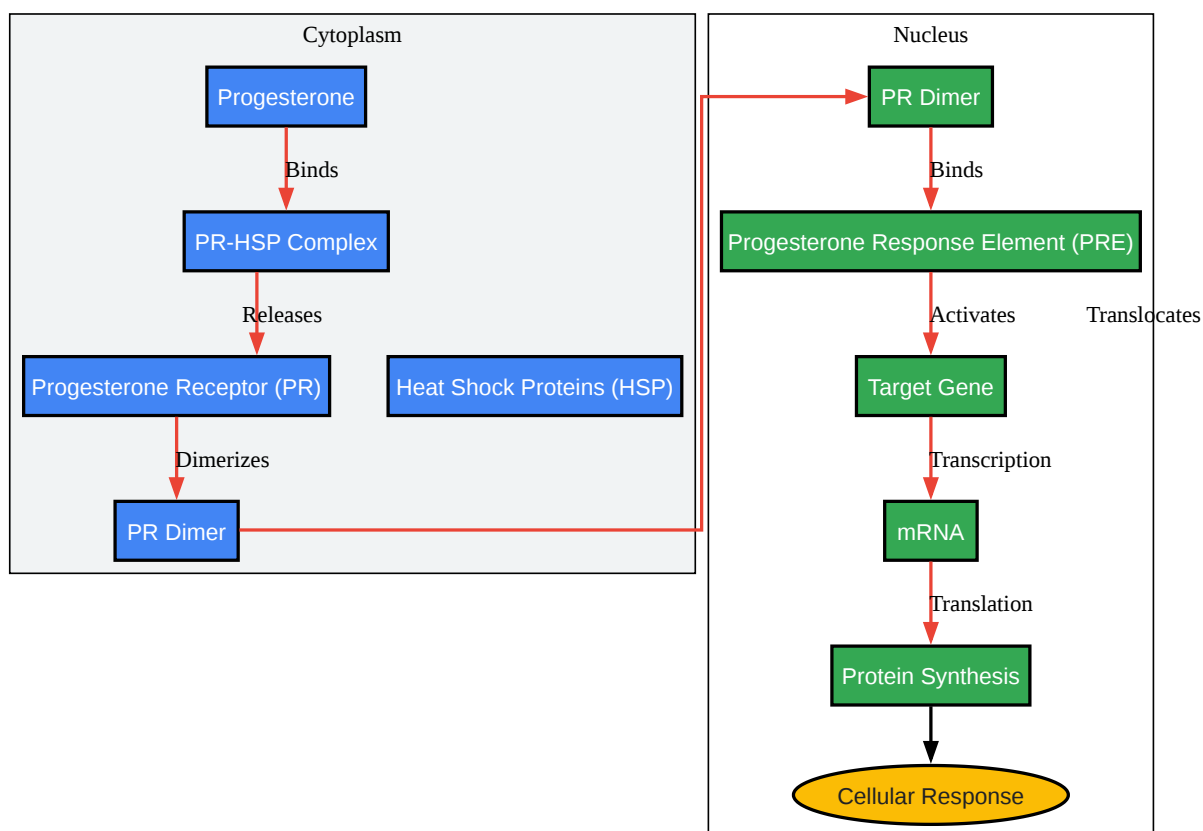 Cytoplasm
Progesterone
Binds
PR-HSP Complex
Releases
Progesterone Receptor (PR)
Heat Shock Proteins (HSP)
Dimerizes
PR Dimer
Nucleus
PR Dimer
Binds
Progesterone Response Element (PRE)
Activates
Translocates
Target Gene
Transcription
mRNA
Translation
Protein Synthesis
Cellular Response